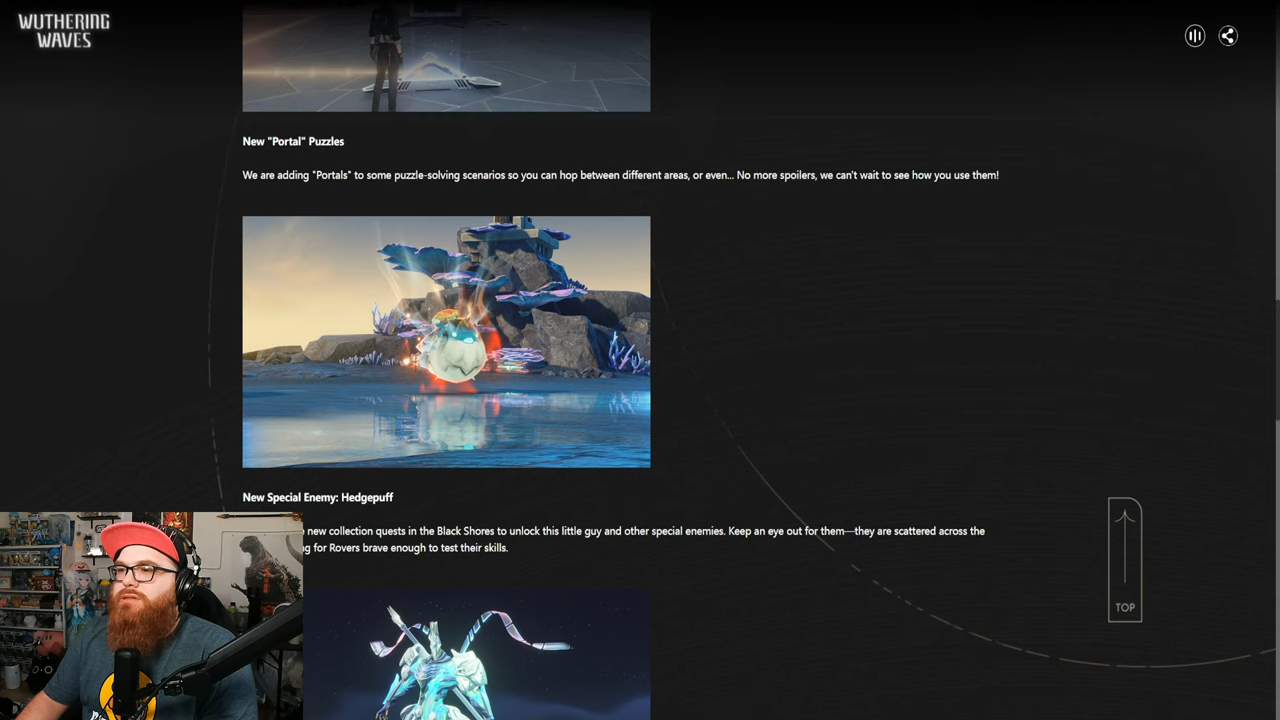 WUTHERING
WAVES
New "Portal" Puzzles
We are adding "Portals" to some puzzle-solving scenarios so you can hop between different areas, or even... No more spoilers, we can't wait to see how you use them!
New Special Enemy: Hedgepuff
new collection quests in the Black Shores to unlock this little guy and other special enemies. Keep an eye out for them—they are scattered across the
for Rovers brave enough to test their skills.
TOP